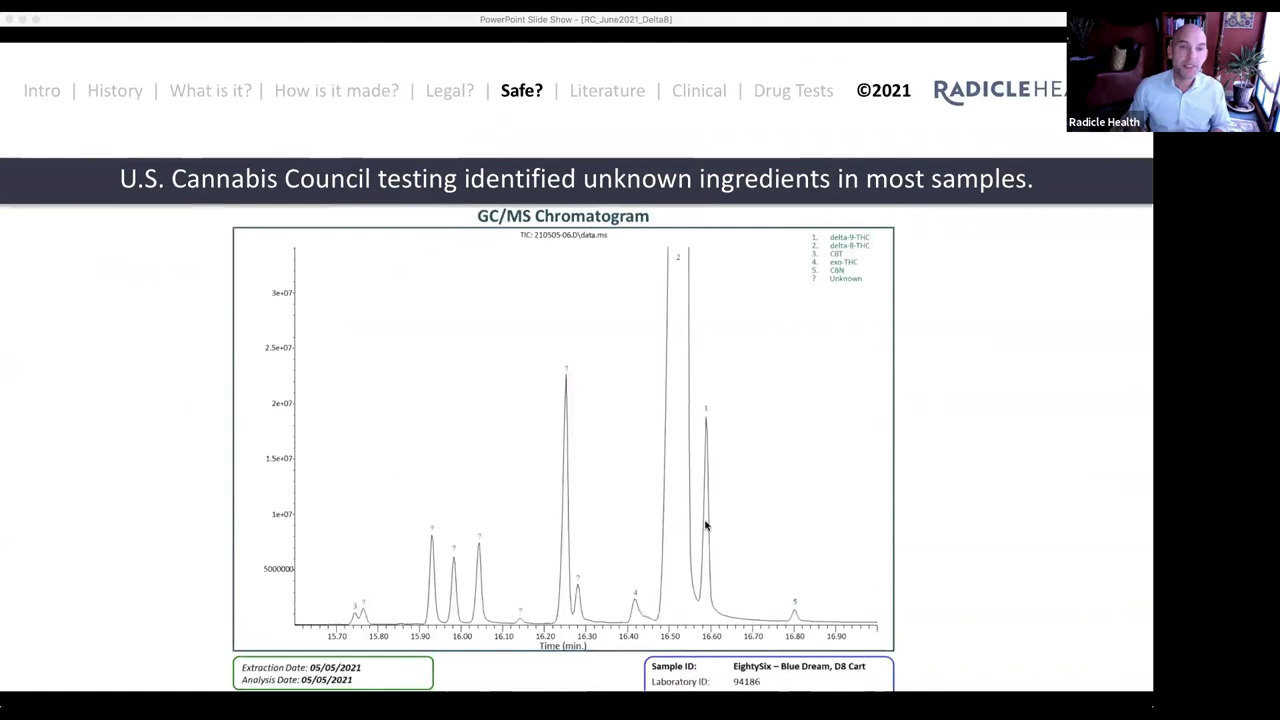 PowerPoint Slide Show - [RC_June2021_Delta8]
Intro | History | What is it? | How is it made? | Legal? | Safe? | Literature | Clinical | Drug Tests ©2021 RADICLEHE
Radicle Health
U.S. Cannabis Council testing identified unknown ingredients in most samples.
GC/MS Chromatogram
TIC: 210505-06.D\data.ms
1. delta-9-THC
2. delta-8-THC
3. CBT
4. exo-THC
5. CBN
? Unknown
2
3e+07
2.5e+07
?
2e+07
1
1.5e+07
1e+07
? ? ?
5000000
?
3 ? ? 4 5
15.70 15.80 15.90 16.00 16.10 16.20 16.30 16.40 16.50 16.60 16.70 16.80 16.90
Time (min.)
Extraction Date: 05/05/2021
Analysis Date: 05/05/2021
Sample ID: EightySix – Blue Dream, D8 Cart
Laboratory ID: 94186